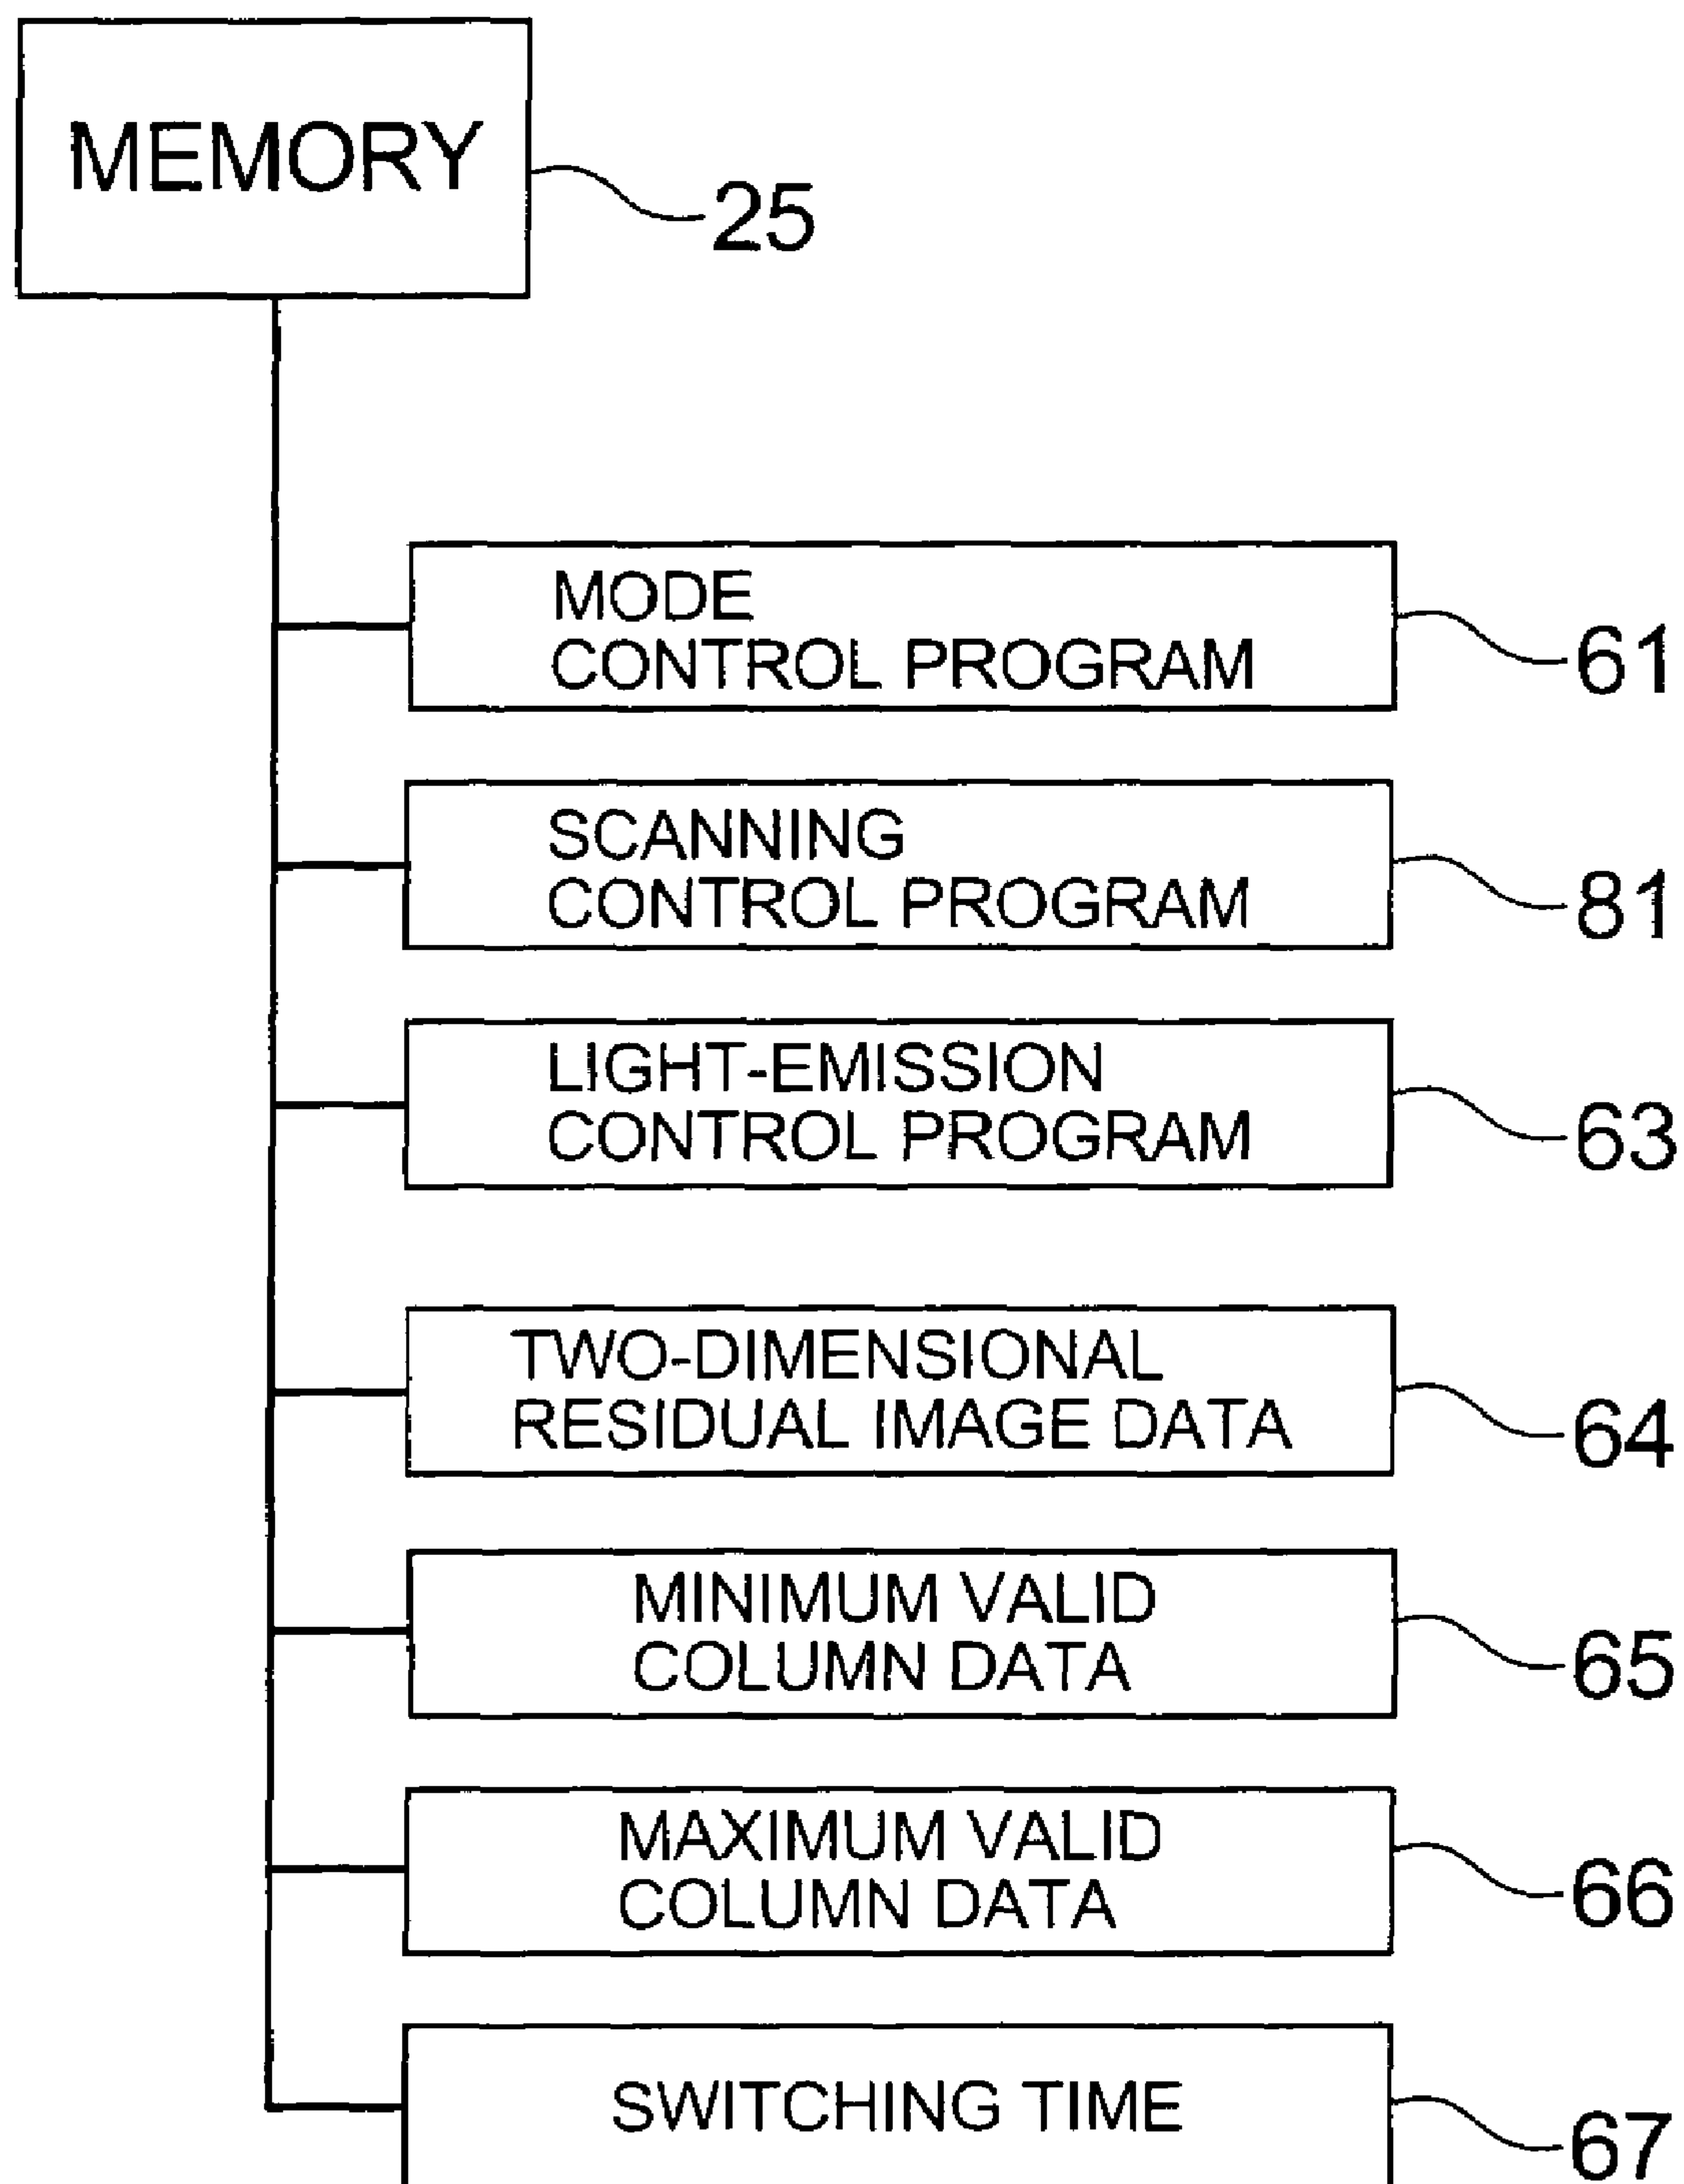 MEMORY
25
MODE
CONTROL PROGRAM
61
SCANNING
CONTROL PROGRAM
81
LIGHT-EMISSION
CONTROL PROGRAM
63
TWO-DIMENSIONAL
RESIDUAL IMAGE DATA
64
MINIMUM VALID
COLUMN DATA
65
MAXIMUM VALID
COLUMN DATA
66
SWITCHING TIME
67